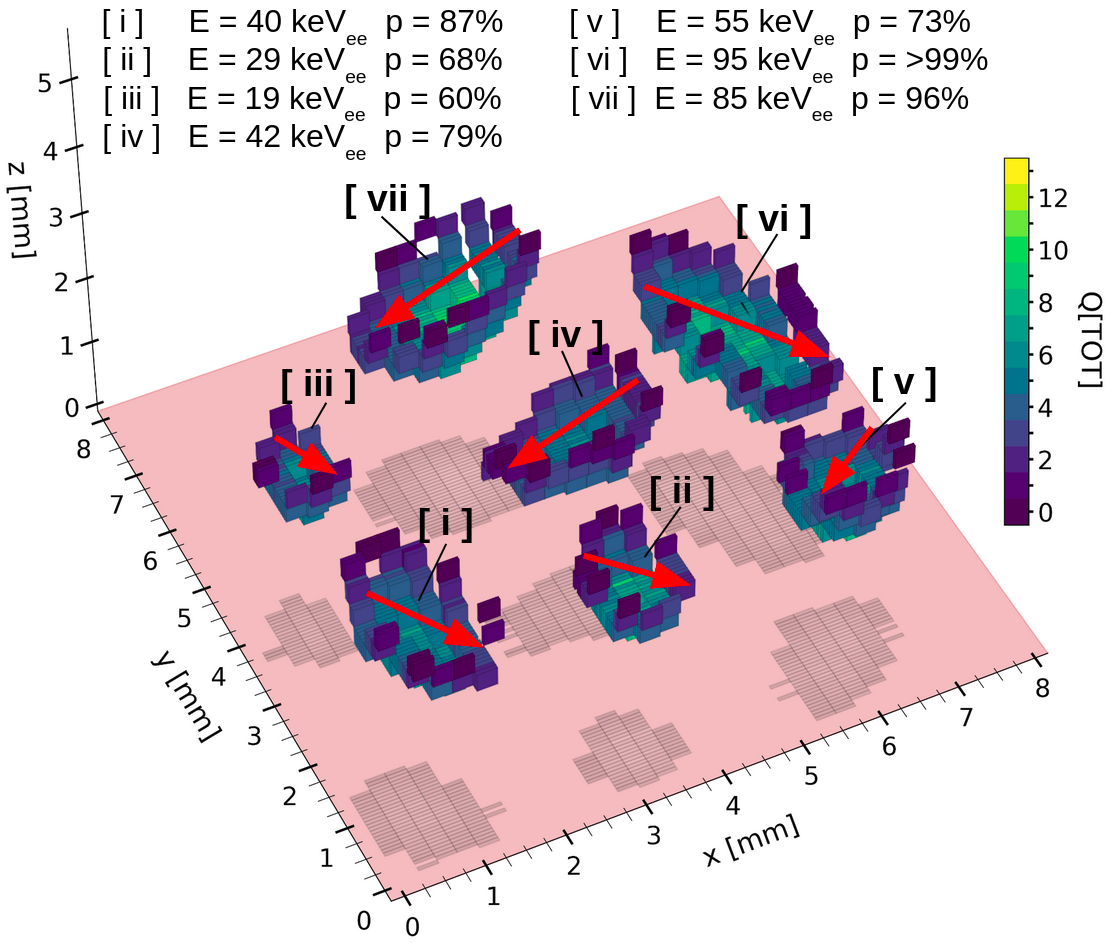 [ i ] E = 40 keVee p = 87% [ v ] E = 55 keVee p = 73%
[ ii ] E = 29 keVee p = 68% [ vi ] E = 95 keVee p = >99%
[ iii ] E = 19 keVee p = 60% [ vii ] E = 85 keVee p = 96%
[ iv ] E = 42 keVee p = 79%
5
4
3
2
1
0
z [mm]
[ vii ]
[ vi ]
[ iv ]
[ iii ]
[ v ]
[ ii ]
[ i ]
12
10
8
6
4
2
0
Q[TOT]
8
7
6
5
4
3
2
1
0
y [mm]
0
1
2
3
4
5
6
7
8
x [mm]